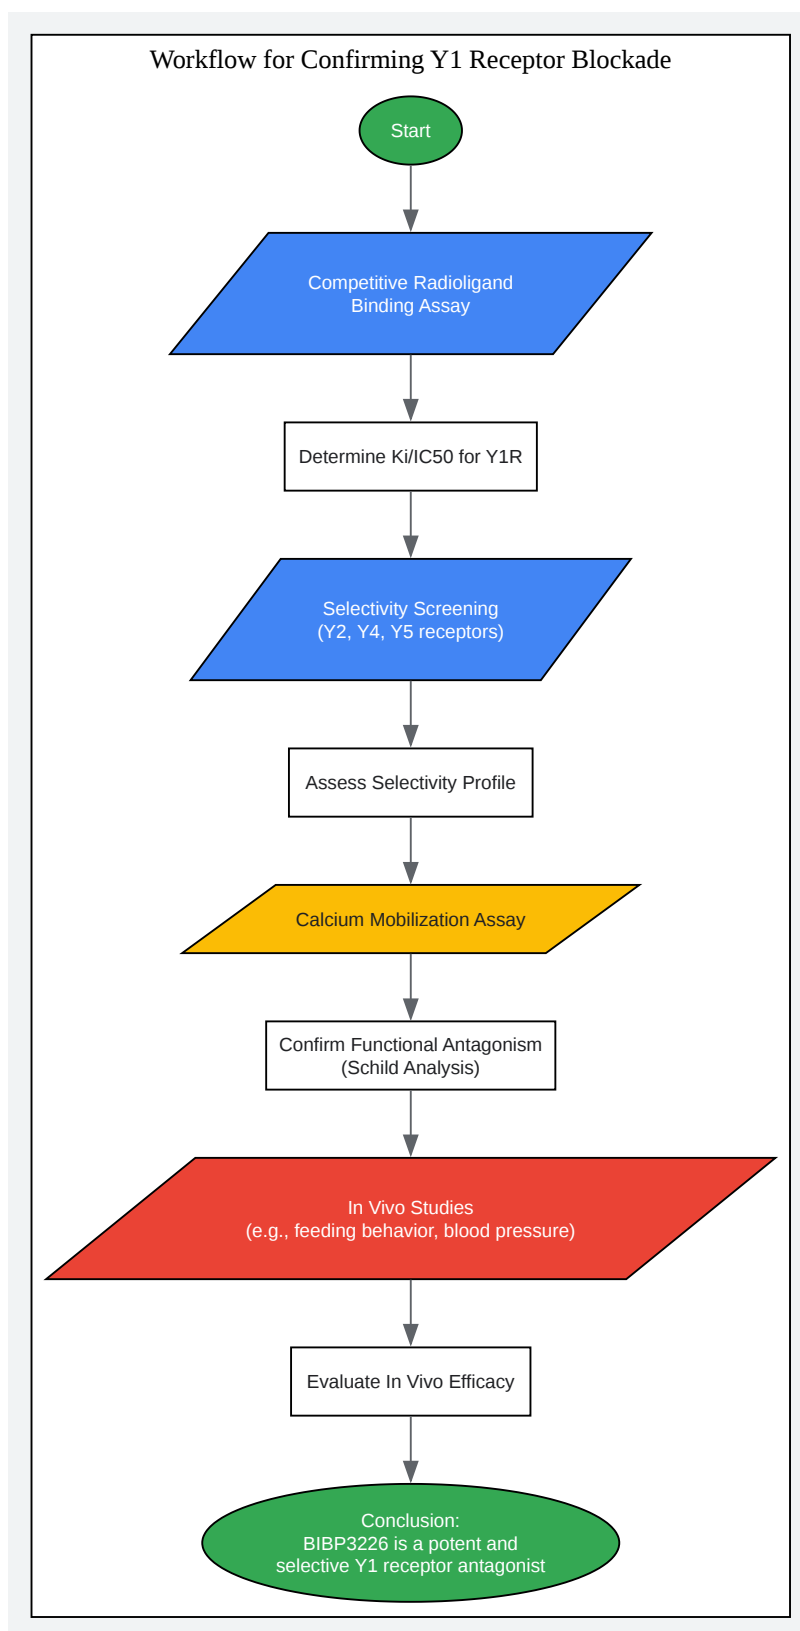 Workflow for Confirming Y1 Receptor Blockade
Start
Competitive Radioligand
Binding Assay
Determine Ki/IC50 for Y1R
Selectivity Screening
(Y2, Y4, Y5 receptors)
Assess Selectivity Profile
Calcium Mobilization Assay
Confirm Functional Antagonism
(Schild Analysis)
In Vivo Studies
(e.g., feeding behavior, blood pressure)
Evaluate In Vivo Efficacy
Conclusion:
BIBP3226 is a potent and
selective Y1 receptor antagonist